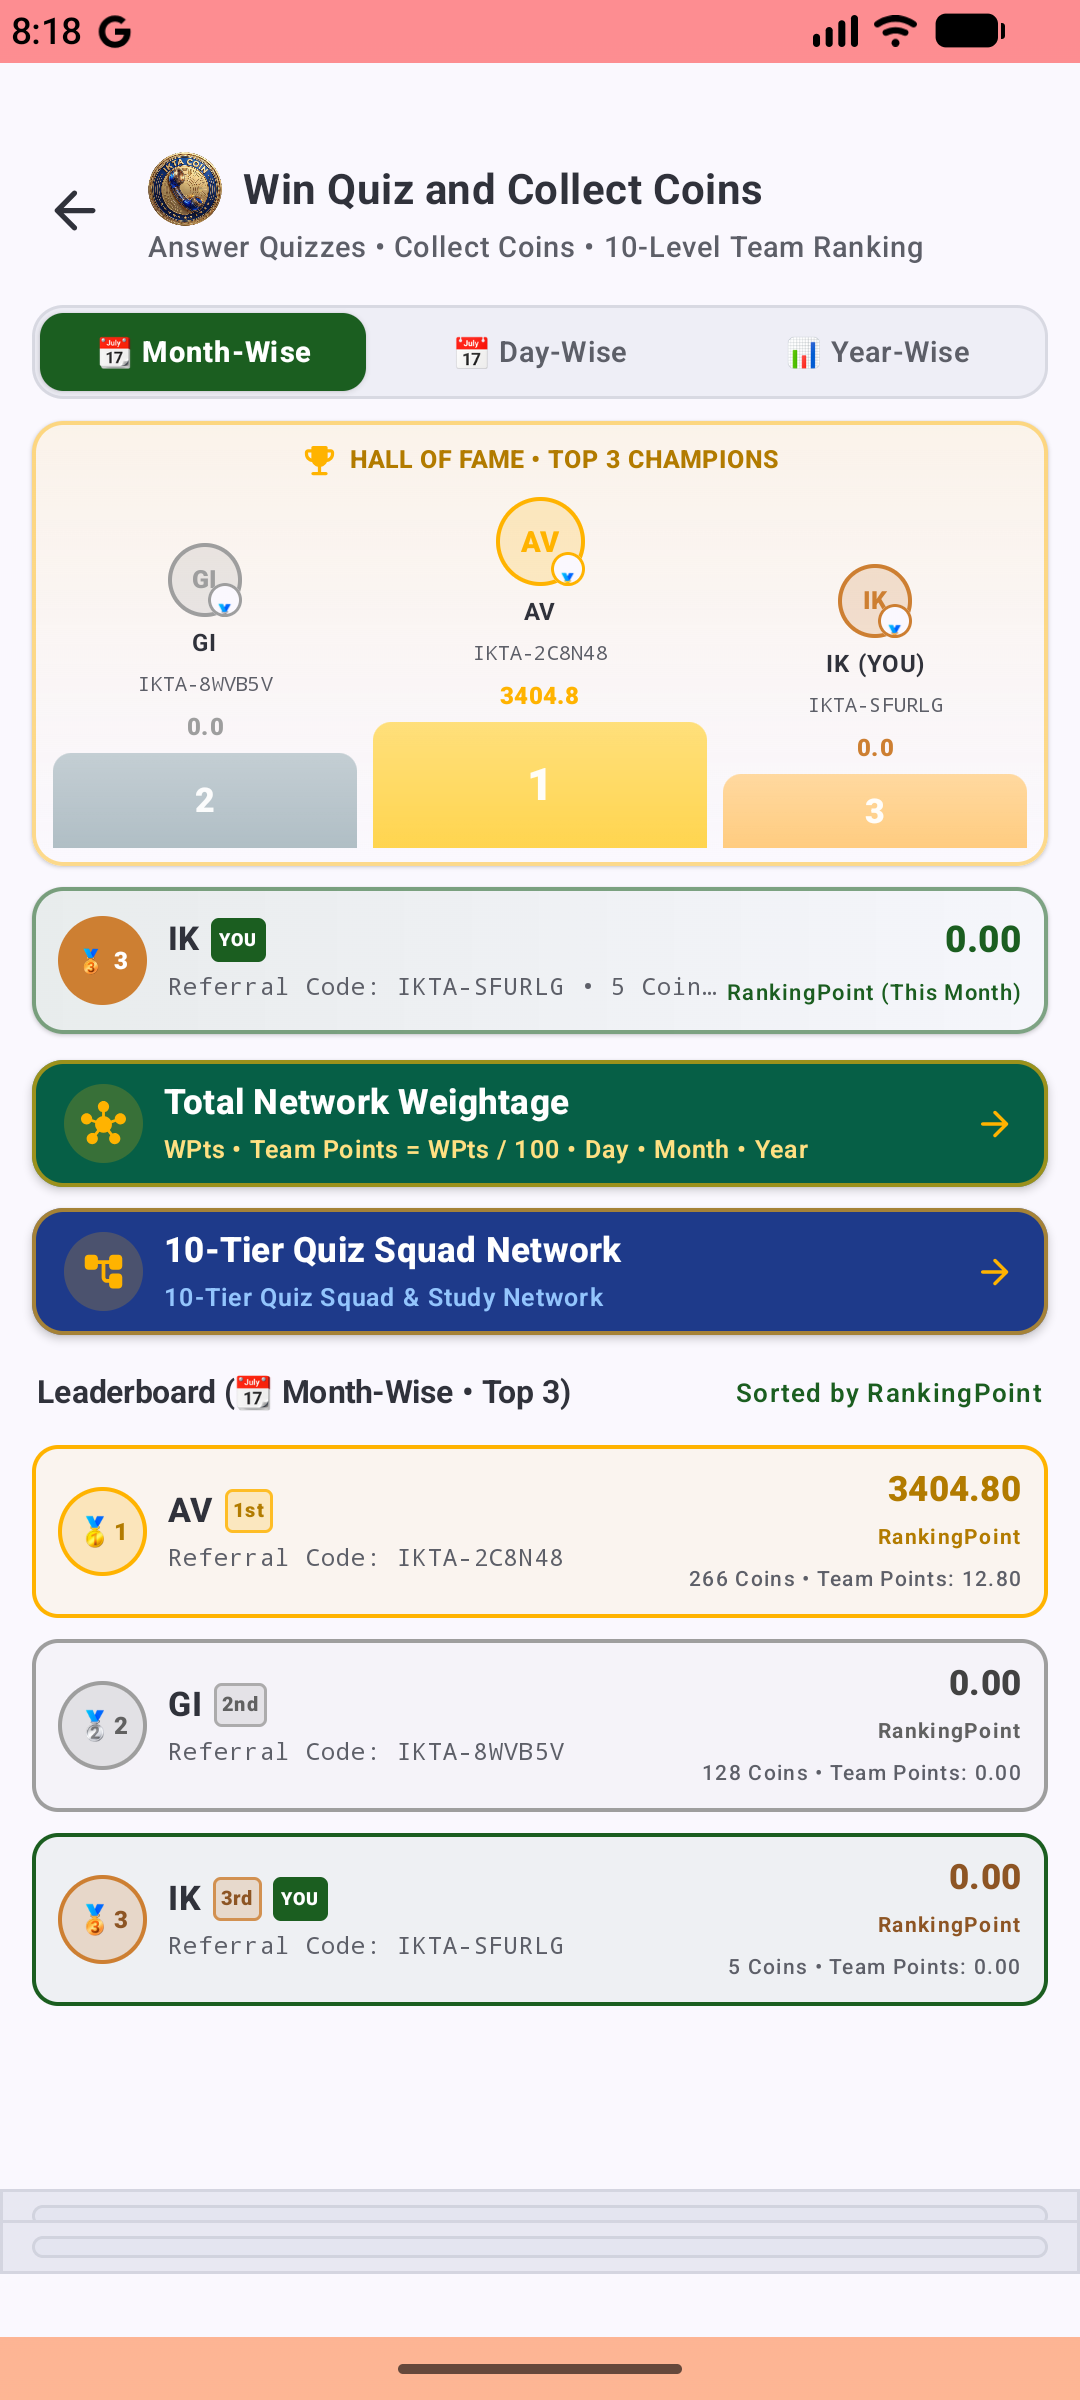 8:18
Win Quiz and Collect Coins
Answer Quizzes • Collect Coins • 10-Level Team Ranking
📆 Month-Wise
📅 Day-Wise
📊 Year-Wise
HALL OF FAME • TOP 3 CHAMPIONS
GI
GI
IKTA-8WVB5V
0.0
2
AV
AV
IKTA-2C8N48
3404.8
1
IK
IK (YOU)
IKTA-SFURLG
0.0
3
🥉 3
IK YOU
Referral Code: IKTA-SFURLG • 5 Coin…
0.00
RankingPoint (This Month)
Total Network Weightage
WPts • Team Points = WPts / 100 • Day • Month • Year
10-Tier Quiz Squad Network
10-Tier Quiz Squad & Study Network
Leaderboard (📆 Month-Wise • Top 3)
Sorted by RankingPoint
🥇 1
AV 1st
Referral Code: IKTA-2C8N48
3404.80
RankingPoint
266 Coins • Team Points: 12.80
🥈 2
GI 2nd
Referral Code: IKTA-8WVB5V
0.00
RankingPoint
128 Coins • Team Points: 0.00
🥉 3
IK 3rd YOU
Referral Code: IKTA-SFURLG
0.00
RankingPoint
5 Coins • Team Points: 0.00